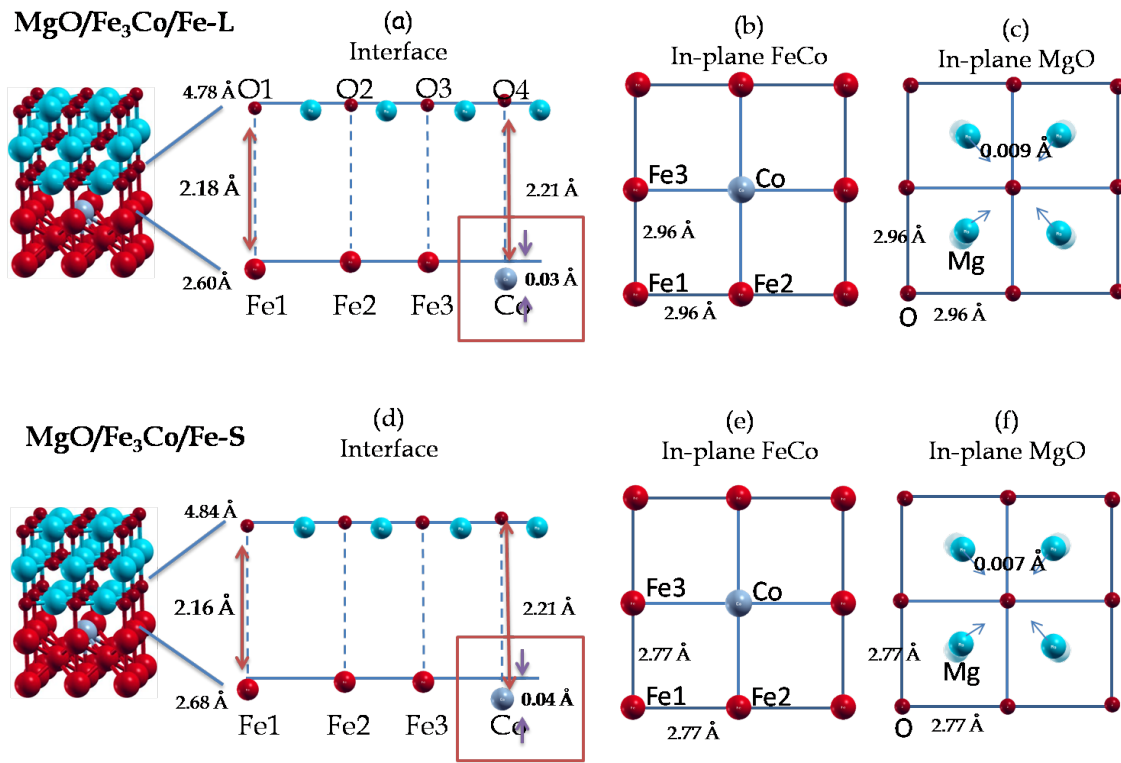 MgO/Fe₃Co/Fe-L
(a)
Interface
(b)
In-plane FeCo
(c)
In-plane MgO
4.78 Å
O1
O2
O3
O4
2.18 Å
2.21 Å
2.60Å
0.03 Å
Fe1
Fe2
Fe3
Co
Fe3
Co
2.96 Å
Fe1
Fe2
2.96 Å
0.009 Å
2.96 Å
Mg
O
2.96 Å
MgO/Fe₃Co/Fe-S
(d)
Interface
(e)
In-plane FeCo
(f)
In-plane MgO
4.84 Å
2.16 Å
2.21 Å
2.68 Å
0.04 Å
Fe1
Fe2
Fe3
Co
Fe3
Co
2.77 Å
Fe1
Fe2
2.77 Å
0.007 Å
2.77 Å
Mg
O
2.77 Å